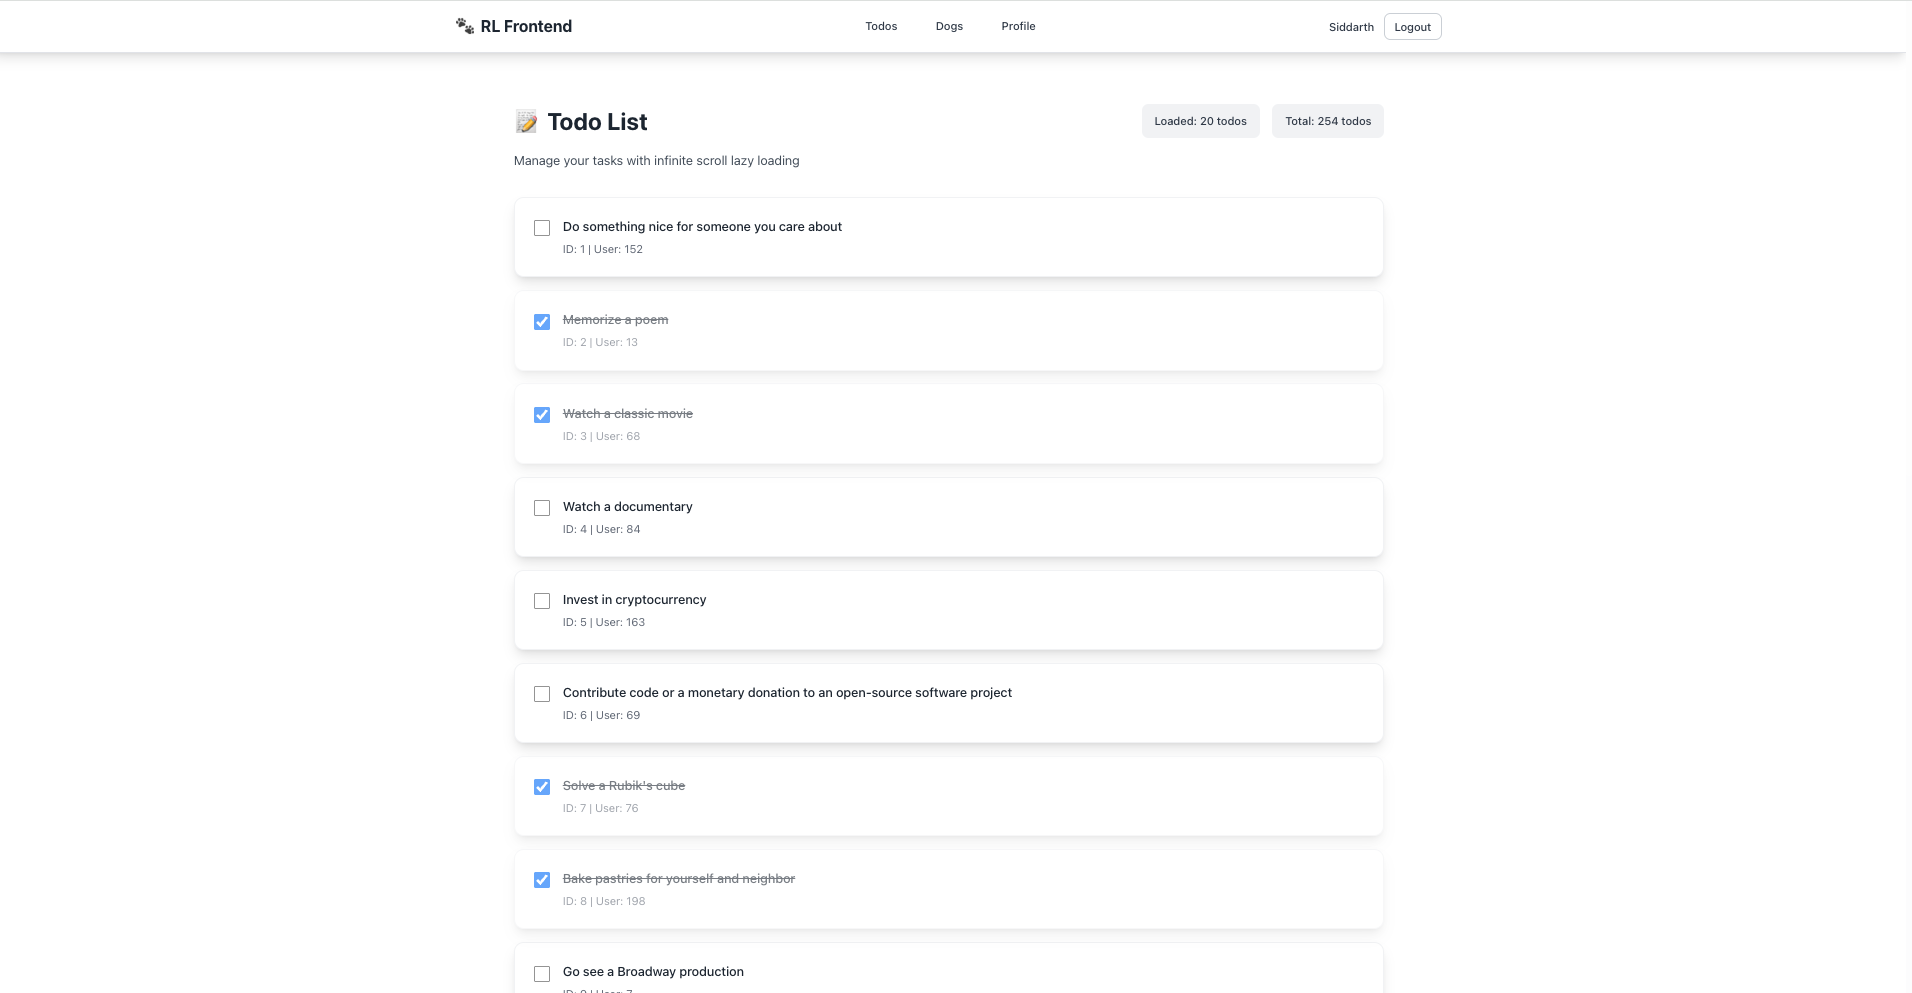 RL Frontend
Todos
Dogs
Profile
Siddarth
Logout
Todo List
Loaded: 20 todos
Total: 254 todos
Manage your tasks with infinite scroll lazy loading
Do something nice for someone you care about
ID: 1 | User: 152
Memorize a poem
ID: 2 | User: 13
Watch a classic movie
ID: 3 | User: 68
Watch a documentary
ID: 4 | User: 84
Invest in cryptocurrency
ID: 5 | User: 163
Contribute code or a monetary donation to an open-source software project
ID: 6 | User: 69
Solve a Rubik's cube
ID: 7 | User: 76
Bake pastries for yourself and neighbor
ID: 8 | User: 198
Go see a Broadway production